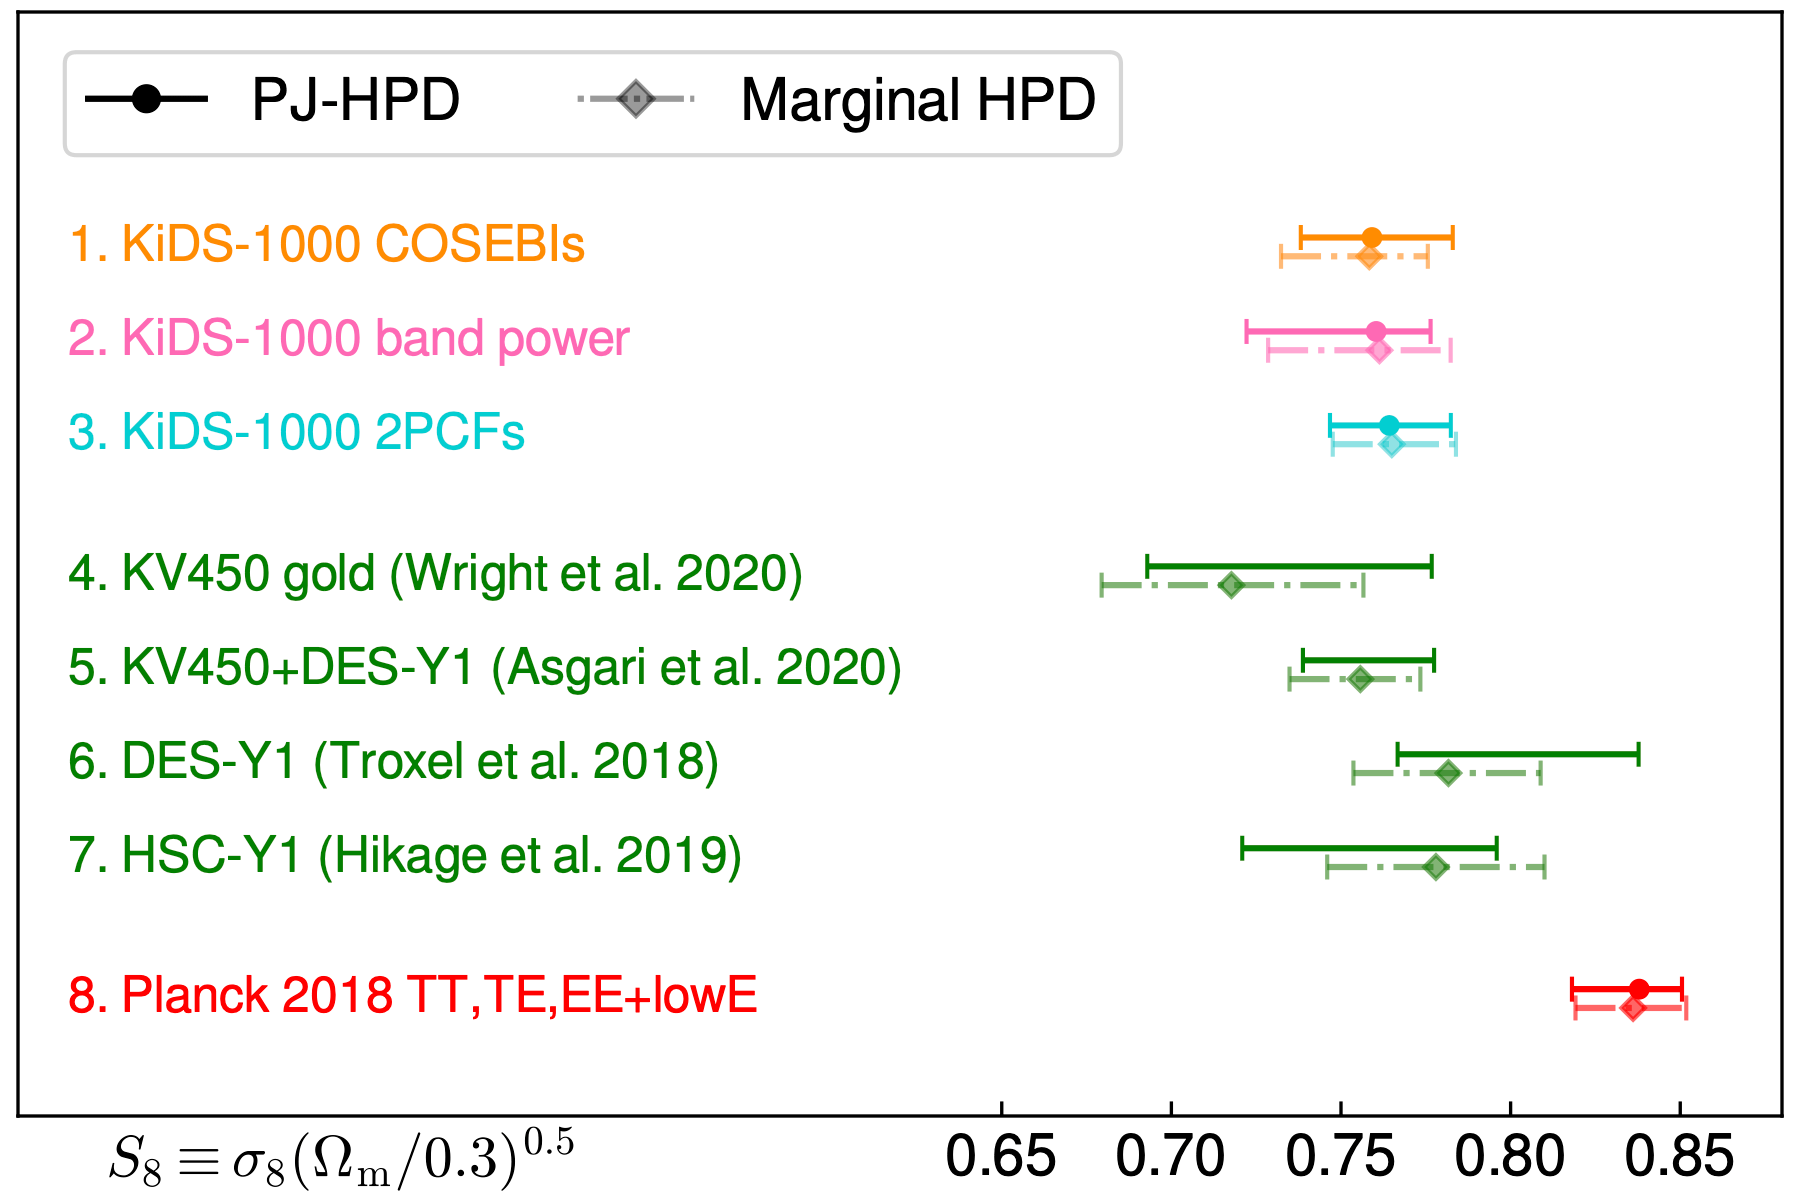 PJ-HPD Marginal HPD
1. KiDS-1000 COSEBIs
2. KiDS-1000 band power
3. KiDS-1000 2PCFs
4. KV450 gold (Wright et al. 2020)
5. KV450+DES-Y1 (Asgari et al. 2020)
6. DES-Y1 (Troxel et al. 2018)
7. HSC-Y1 (Hikage et al. 2019)
8. Planck 2018 TT,TE,EE+lowE
S₈ ≡ σ₈(Ωₘ/0.3)^0.5 0.65 0.70 0.75 0.80 0.85